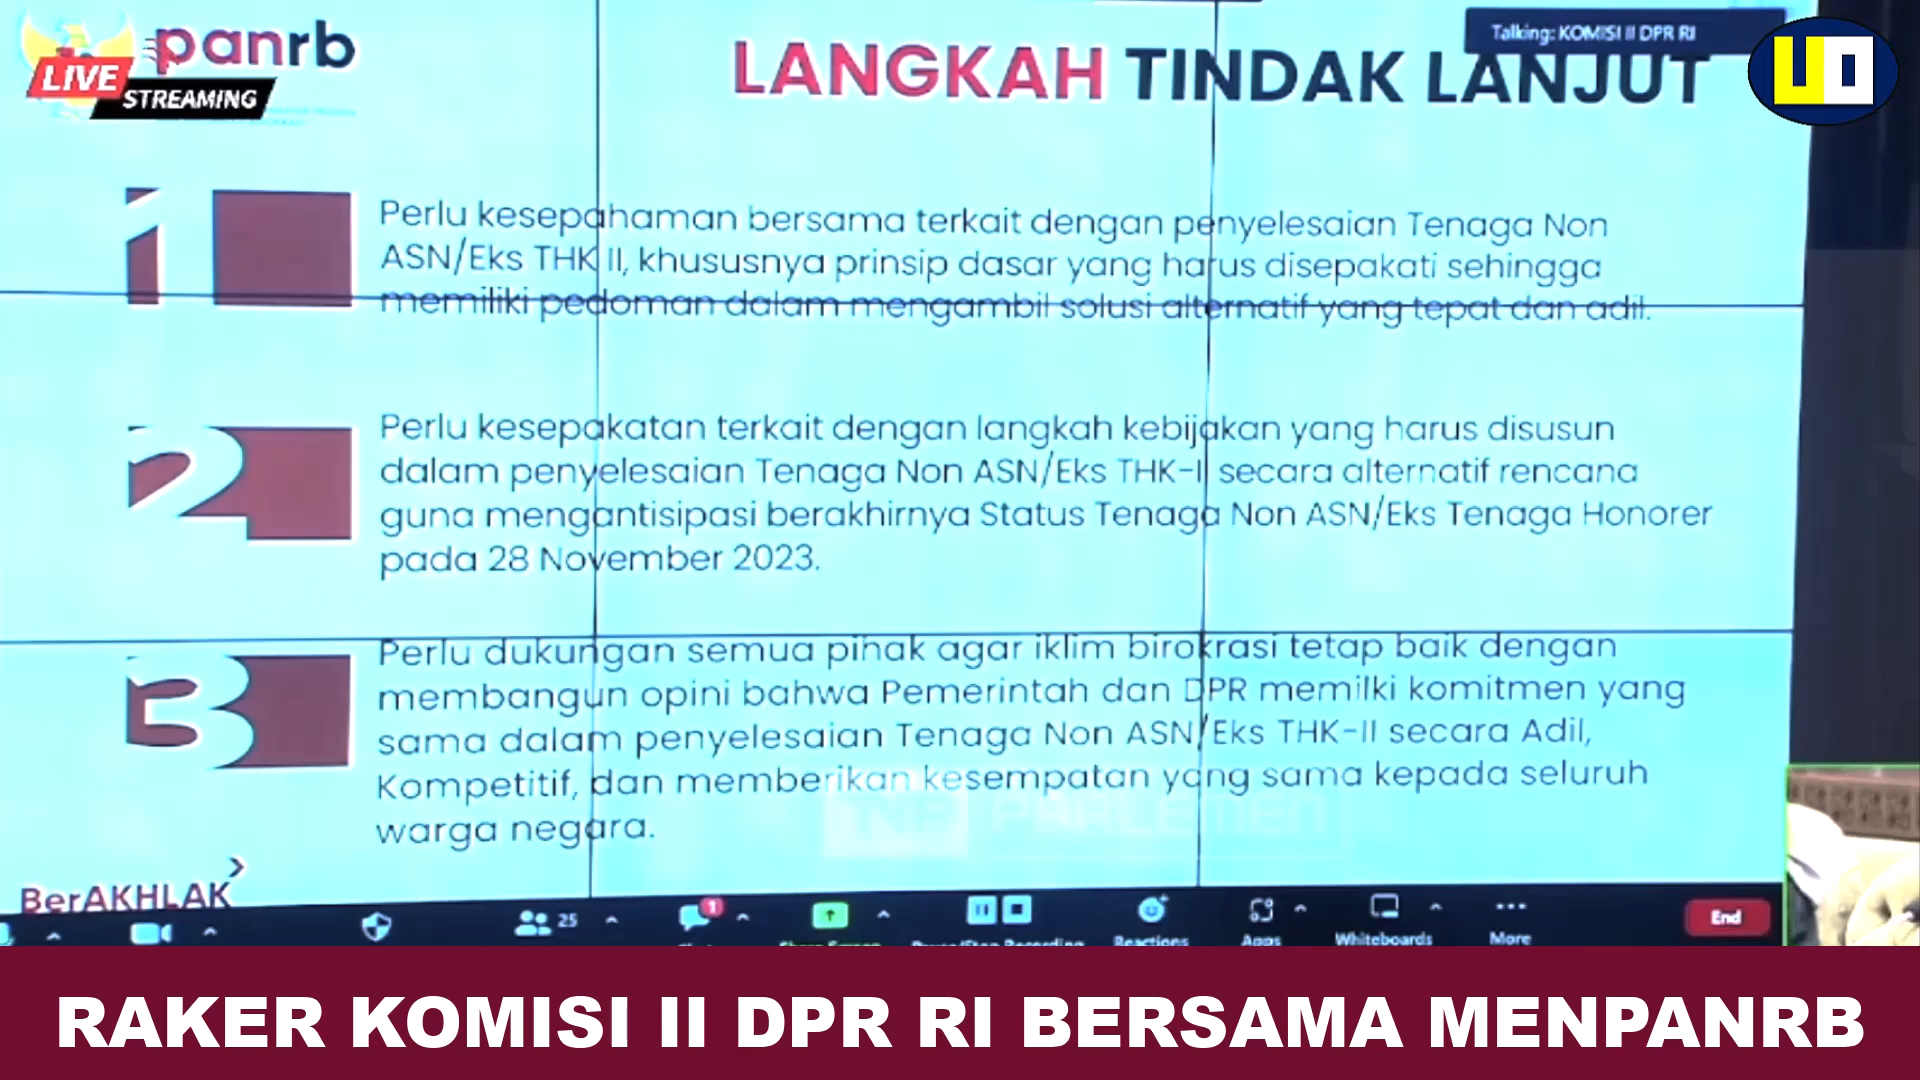 panrb
LIVE
STREAMING
Talking: KOMISI II DPR RI
LANGKAH TINDAK LANJUT
UO
1
Perlu kesepahaman bersama terkait dengan penyelesaian Tenaga Non
ASN/Eks THK II, khususnya prinsip dasar yang harus disepakati sehingga
memiliki pedoman dalam mengambil solusi alternatif yang tepat dan adil.
2
Perlu kesepakatan terkait dengan langkah kebijakan yang harus disusun
dalam penyelesaian Tenaga Non ASN/Eks THK-II secara alternatif rencana
guna mengantisipasi berakhirnya Status Tenaga Non ASN/Eks Tenaga Honorer
pada 28 November 2023.
3
Perlu dukungan semua pihak agar iklim birokrasi tetap baik dengan
membangun opini bahwa Pemerintah dan DPR memilki komitmen yang
sama dalam penyelesaian Tenaga Non ASN/Eks THK-II secara Adil,
Kompetitif, dan memberikan kesempatan yang sama kepada seluruh
warga negara.
PARLEMEN
BerAKHLAK
25
1
Reactions
Apps
Whiteboards
More
End
RAKER KOMISI II DPR RI BERSAMA MENPANRB